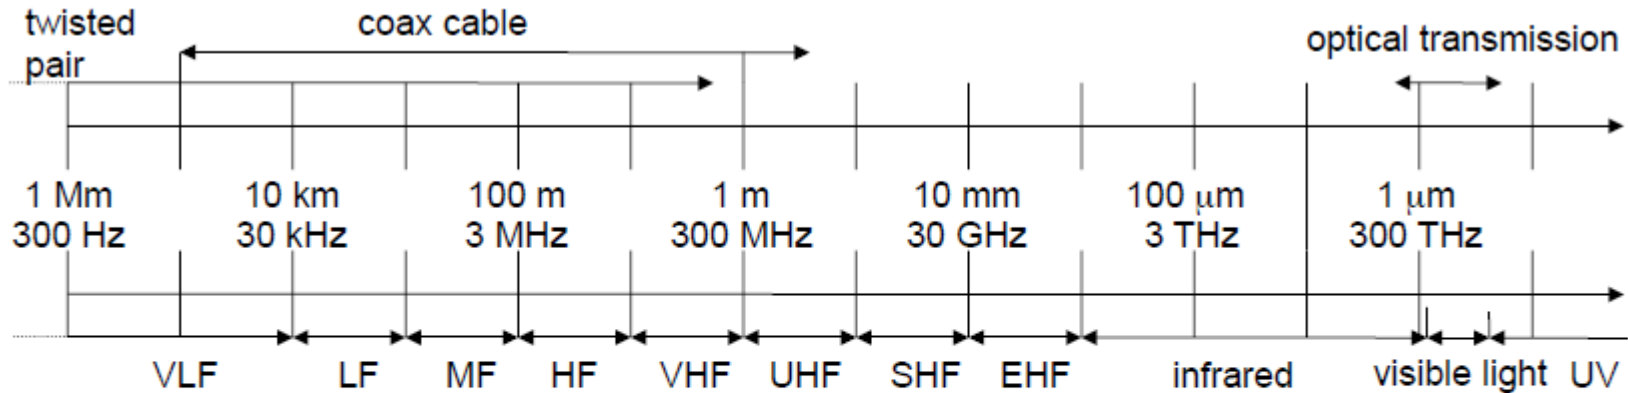 twisted
pair
coax cable
optical transmission
1 Mm 10 km 100 m 1 m 10 mm 100 μm 1 μm
300 Hz 30 kHz 3 MHz 300 MHz 30 GHz 3 THz 300 THz
VLF LF MF HF VHF UHF SHF EHF infrared visible light UV